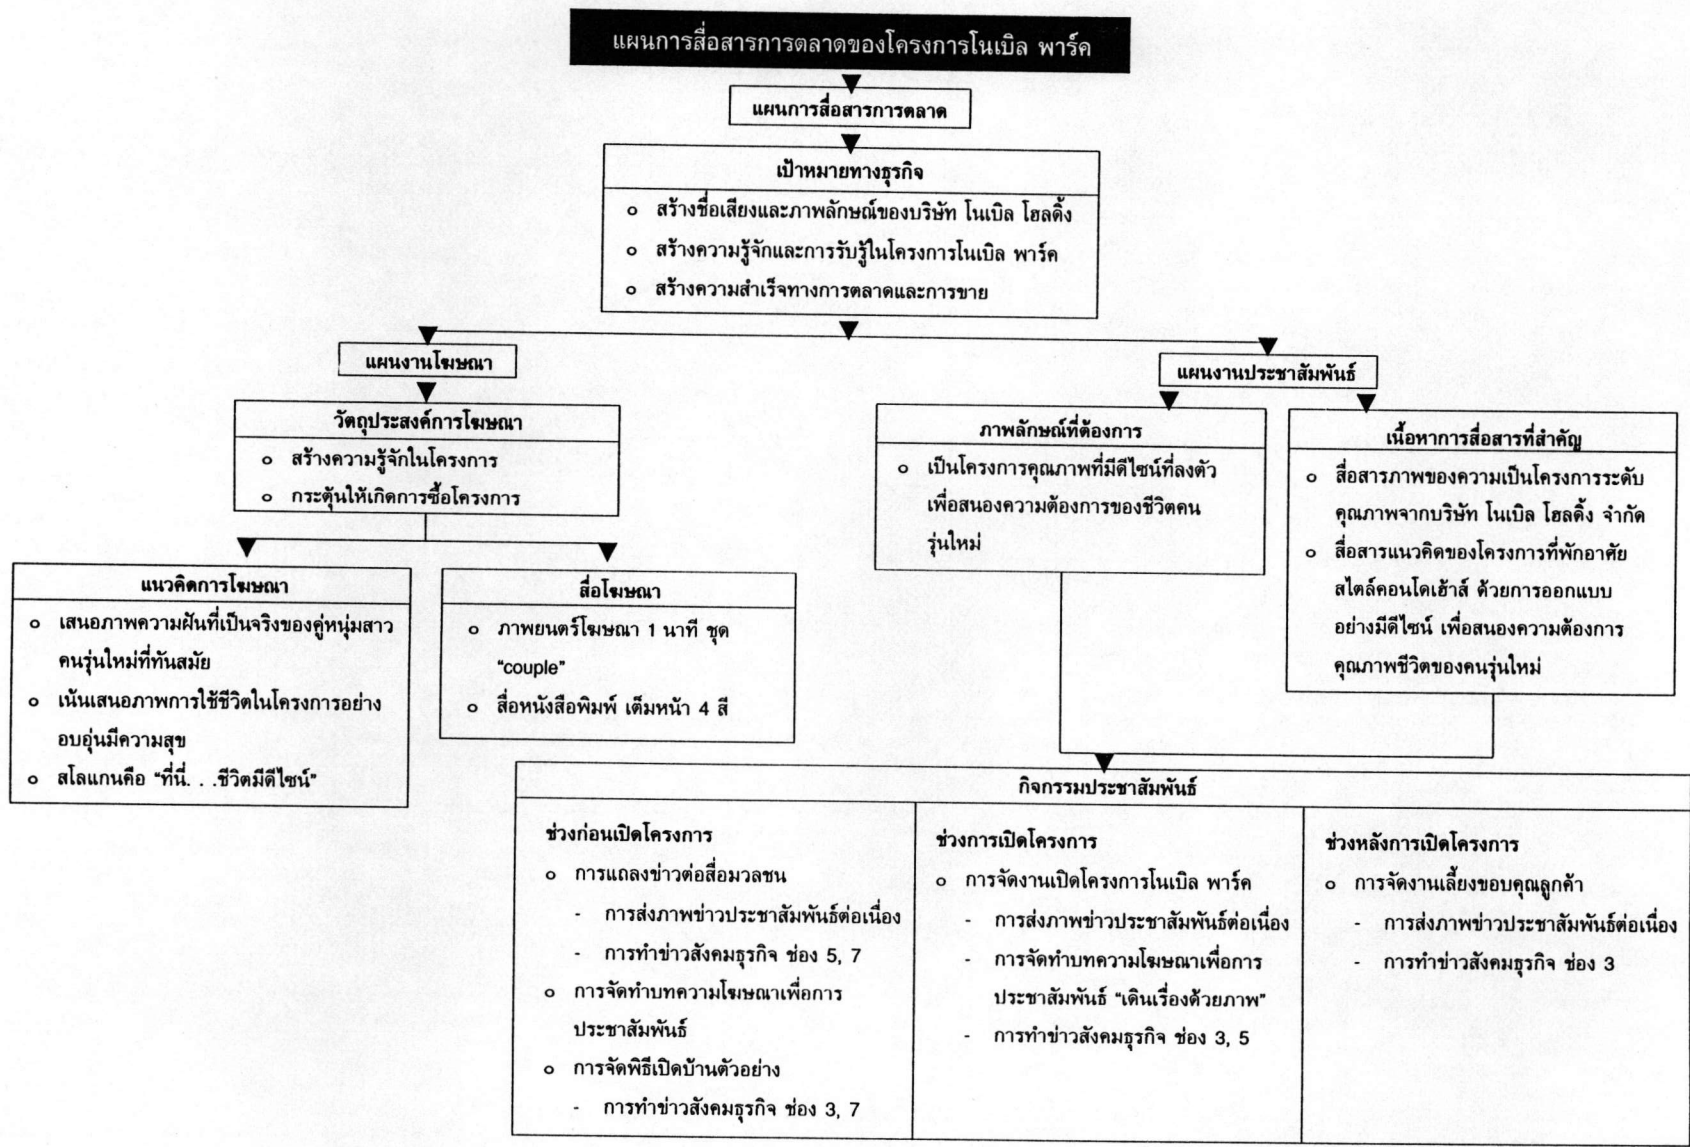 แผนการสื่อสารการตลาดของโครงการโนเบิล พาร์ค
แผนการสื่อสารการตลาด
เป้าหมายทางธุรกิจ
o สร้างชื่อเสียงและภาพลักษณ์ของบริษัท โนเบิล โฮลดิ้ง
o สร้างความรู้จักและการรับรู้ในโครงการโนเบิล พาร์ค
o สร้างความสำเร็จทางการตลาดและการขาย
แผนงานโฆษณา
วัตถุประสงค์การโฆษณา
o สร้างความรู้จักในโครงการ
o กระตุ้นให้เกิดการซื้อโครงการ
แนวคิดการโฆษณา
o เสนอภาพความฝันที่เป็นจริงของคู่หนุ่มสาว
คนรุ่นใหม่ที่ทันสมัย
o เน้นเสนอภาพการใช้ชีวิตในโครงการอย่าง
อบอุ่นมีความสุข
o สโลแกนคือ “ที่นี่. . .ชีวิตมีดีไซน์”
สื่อโฆษณา
o ภาพยนตร์โฆษณา 1 นาที ชุด
“couple”
o สื่อหนังสือพิมพ์ เต็มหน้า 4 สี
แผนงานประชาสัมพันธ์
ภาพลักษณ์ที่ต้องการ
o เป็นโครงการคุณภาพที่มีดีไซน์ที่ลงตัว
เพื่อสนองความต้องการของชีวิตคน
รุ่นใหม่
เนื้อหาการสื่อสารที่สำคัญ
o สื่อสารภาพของความเป็นโครงการระดับ
คุณภาพจากบริษัท โนเบิล โฮลดิ้ง จำกัด
o สื่อสารแนวคิดของโครงการที่พักอาศัย
สไตล์คอนโดเฮ้าส์ ด้วยการออกแบบ
อย่างมีดีไซน์ เพื่อสนองความต้องการ
คุณภาพชีวิตของคนรุ่นใหม่
กิจกรรมประชาสัมพันธ์
ช่วงก่อนเปิดโครงการ
o การแถลงข่าวต่อสื่อมวลชน
- การส่งภาพข่าวประชาสัมพันธ์ต่อเนื่อง
- การทำข่าวสังคมธุรกิจ ช่อง 5, 7
o การจัดทำบทความโฆษณาเพื่อการ
ประชาสัมพันธ์
o การจัดพิธีเปิดบ้านตัวอย่าง
- การทำข่าวสังคมธุรกิจ ช่อง 3, 7
ช่วงการเปิดโครงการ
o การจัดงานเปิดโครงการโนเบิล พาร์ค
- การส่งภาพข่าวประชาสัมพันธ์ต่อเนื่อง
- การจัดทำบทความโฆษณาเพื่อการ
ประชาสัมพันธ์ “เดินเรื่องด้วยภาพ”
- การทำข่าวสังคมธุรกิจ ช่อง 3, 5
ช่วงหลังการเปิดโครงการ
o การจัดงานเลี้ยงขอบคุณลูกค้า
- การส่งภาพข่าวประชาสัมพันธ์ต่อเนื่อง
- การทำข่าวสังคมธุรกิจ ช่อง 3